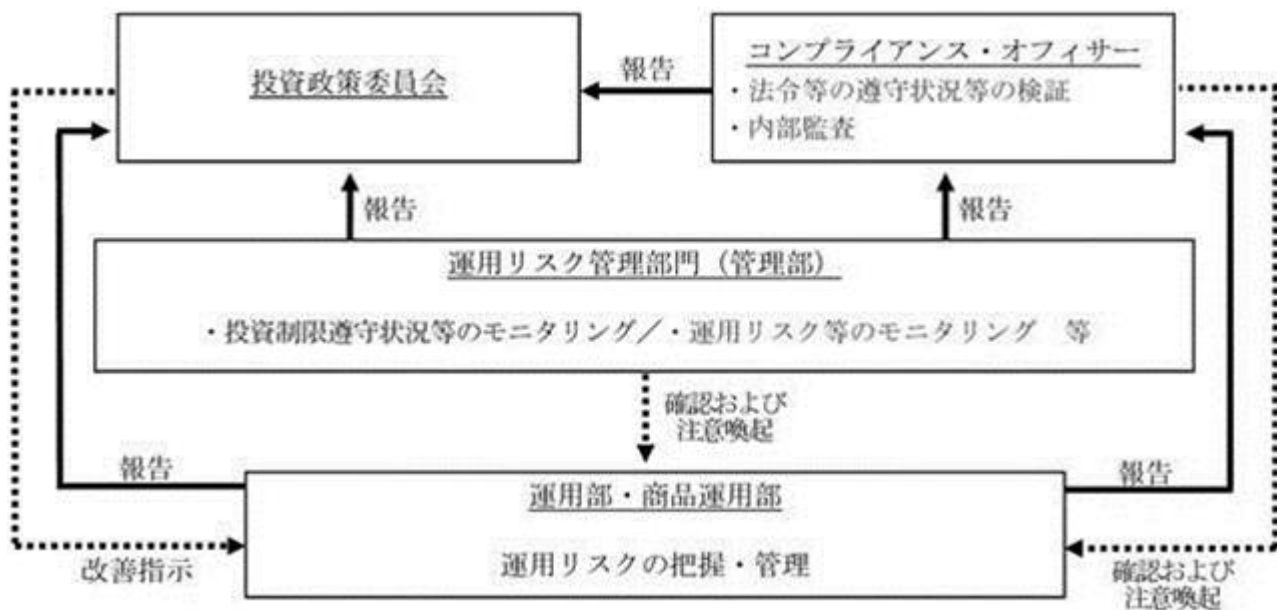 投資政策委員会
報告
コンプライアンス・オフィサー
・法令等の遵守状況等の検証
・内部監査
報告
報告
運用リスク管理部門（管理部）
・投資制限遵守状況等のモニタリング／・運用リスク等のモニタリング　等
確認および
注意喚起
報告
報告
運用部・商品運用部
運用リスクの把握・管理
改善指示
確認および
注意喚起